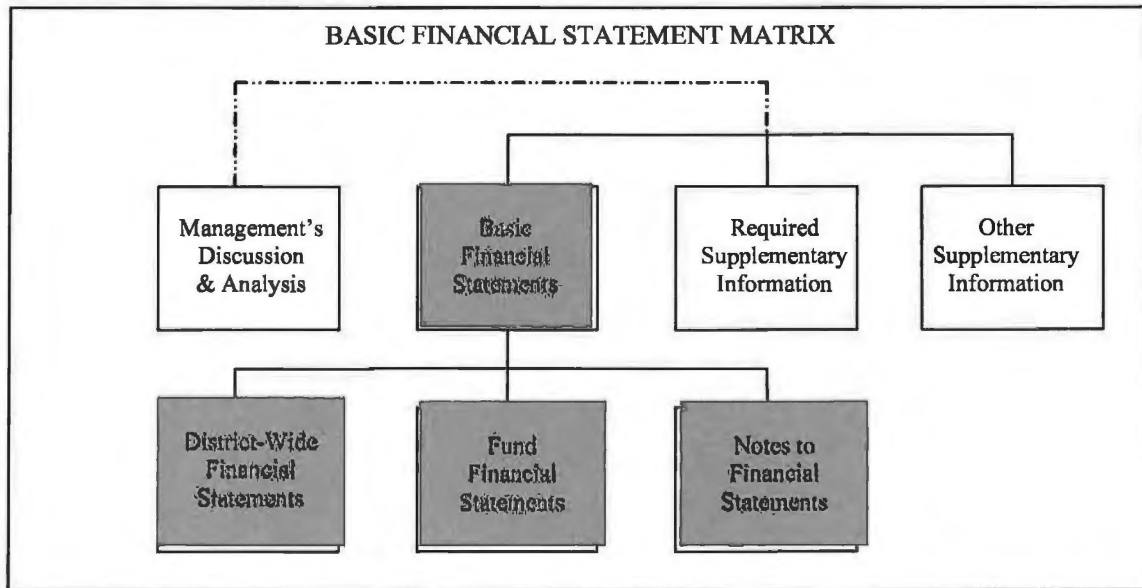 BASIC FINANCIAL STATEMENT MATRIX
Management's
Discussion
& Analysis
Basic
Financial
Statements
Required
Supplementary
Information
Other
Supplementary
Information
District-Wide
Financial
Statements
Fund
Financial
Statements
Notes to
Financial
Statements